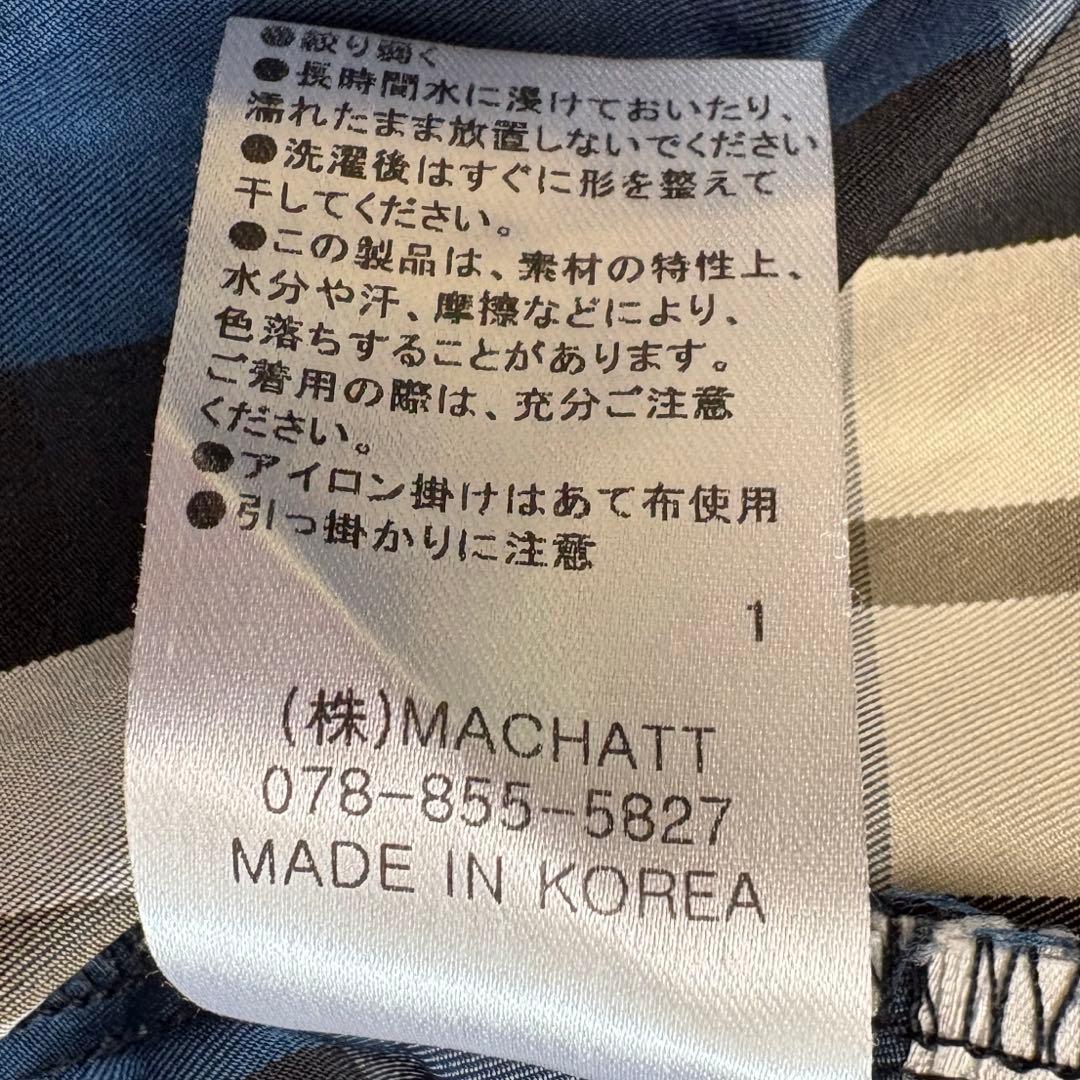 ●絞り弱く
●長時間水に浸けておいたり、
濡れたまま放置しないでください
●洗濯後はすぐに形を整えて
干してください。
●この製品は、素材の特性上、
水分や汗、摩擦などにより、
色落ちすることがあります。
ご着用の際は、充分ご注意
ください。
●アイロン掛けはあて布使用
●引っ掛かりに注意
1
(株)MACHATT
078-855-5827
MADE IN KOREA